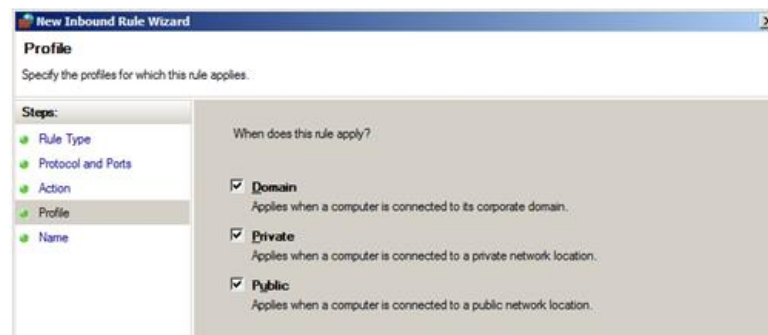 New Inbound Rule Wizard
Profile
Specify the profiles for which this rule applies.
Steps:
Rule Type
Protocol and Ports
Action
Profile
Name
When does this rule apply?
Domain
Applies when a computer is connected to its corporate domain.
Private
Applies when a computer is connected to a private network location.
Public
Applies when a computer is connected to a public network location.